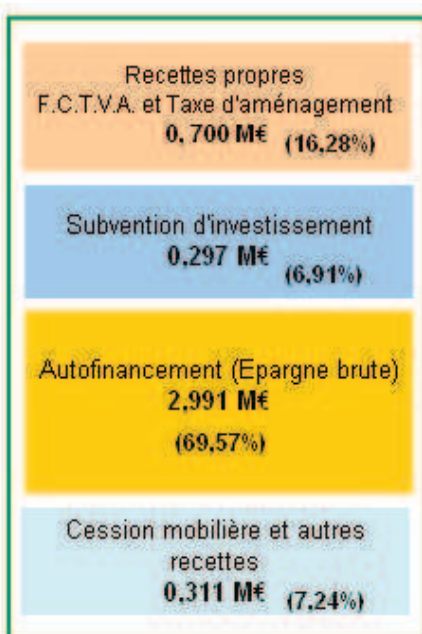 Recettes propres
F.C.T.V.A. et Taxe d'aménagement
0, 700 M€ (16,28%)
Subvention d'investissement
0,297 M€ (6,91%)
Autofinancement (Epargne brute)
2,991 M€
(69,57%)
Cession mobilière et autres
recettes
0,311 M€ (7,24%)